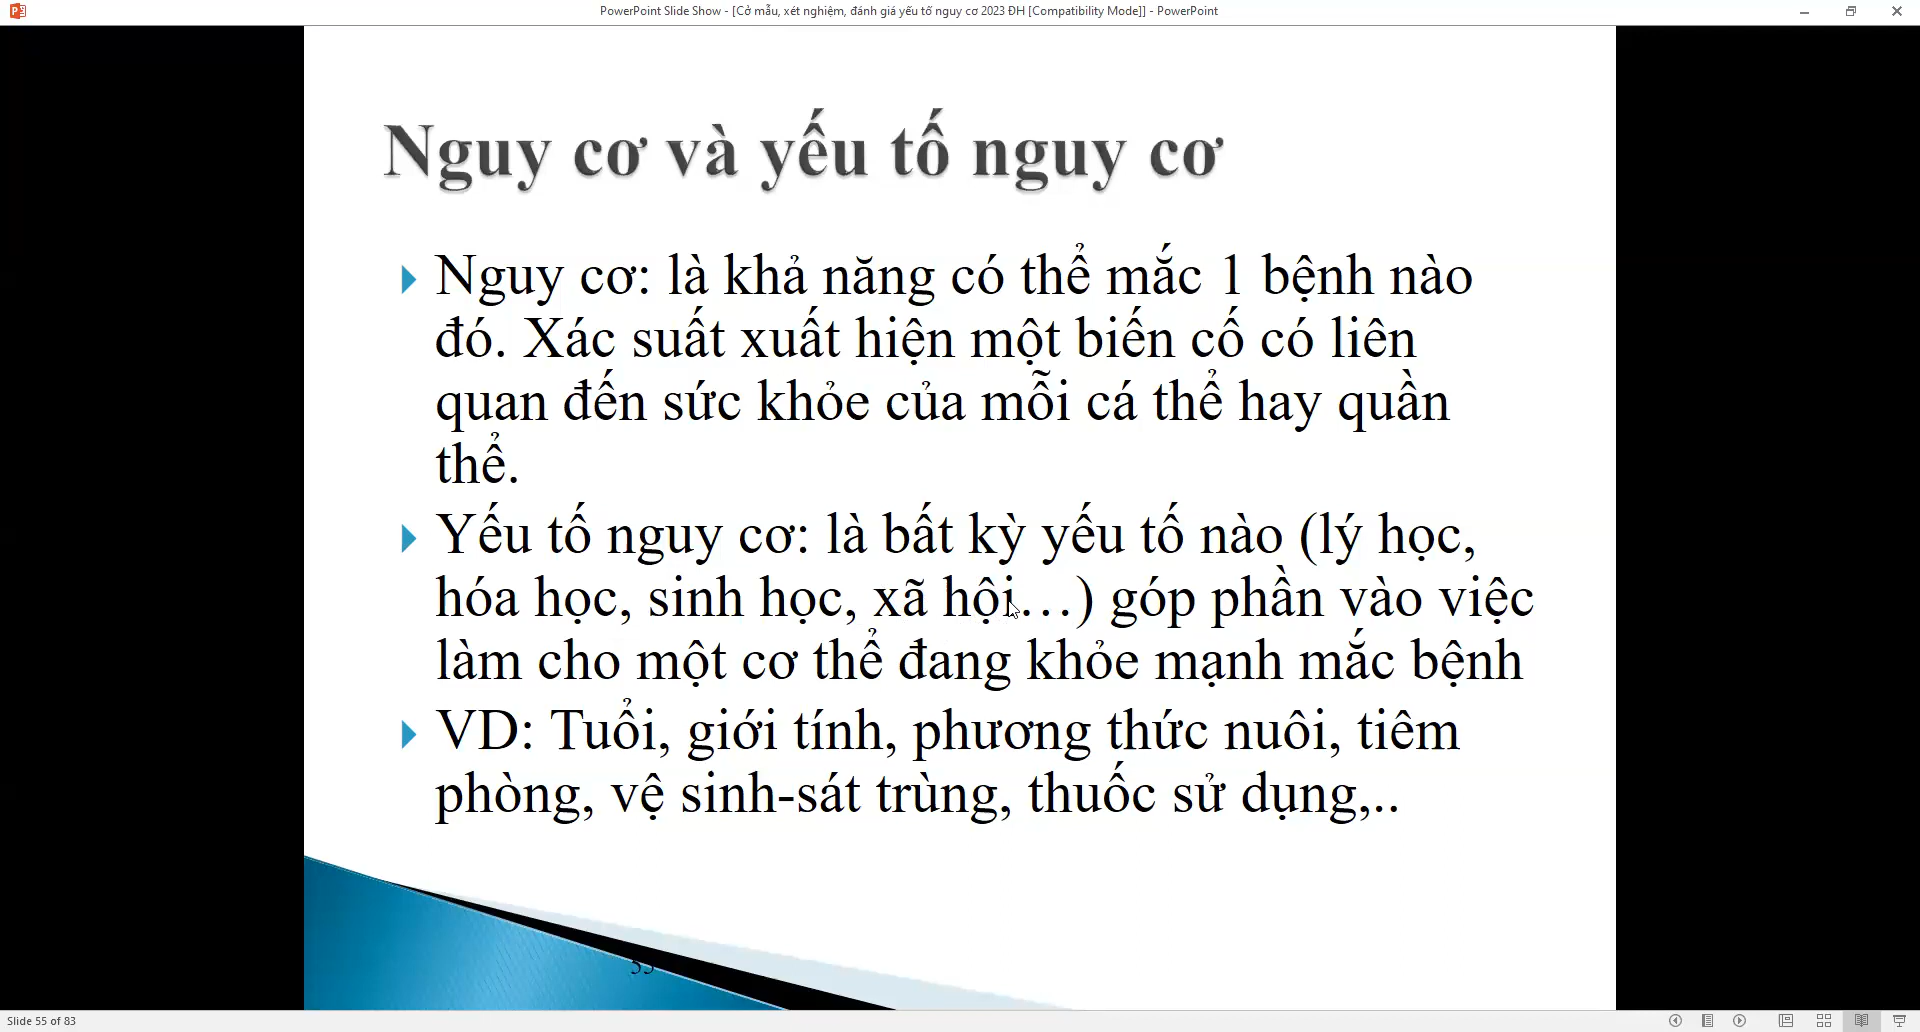 PowerPoint Slide Show - [Cở mẫu, xét nghiệm, đánh giá yếu tố nguy cơ 2023 ĐH [Compatibility Mode]] - PowerPoint
Nguy cơ và yếu tố nguy cơ
Nguy cơ: là khả năng có thể mắc 1 bệnh nào
đó. Xác suất xuất hiện một biến cố có liên
quan đến sức khỏe của mỗi cá thể hay quần
thể.
Yếu tố nguy cơ: là bất kỳ yếu tố nào (lý học,
hóa học, sinh học, xã hội…) góp phần vào việc
làm cho một cơ thể đang khỏe mạnh mắc bệnh
VD: Tuổi, giới tính, phương thức nuôi, tiêm
phòng, vệ sinh-sát trùng, thuốc sử dụng,..
55
Slide 55 of 83